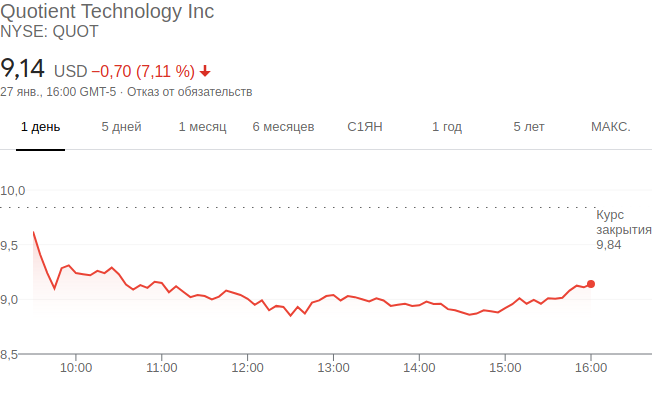 Quotient Technology Inc
NYSE: QUOT
9,14 USD −0,70 (7,11 %)
27 янв., 16:00 GMT-5 · Отказ от обязательств
1 день 5 дней 1 месяц 6 месяцев С1ЯН 1 год 5 лет МАКС.
10,0
Курс
закрытия
9,84
9,5
9,0
8,5
10:00 11:00 12:00 13:00 14:00 15:00 16:00